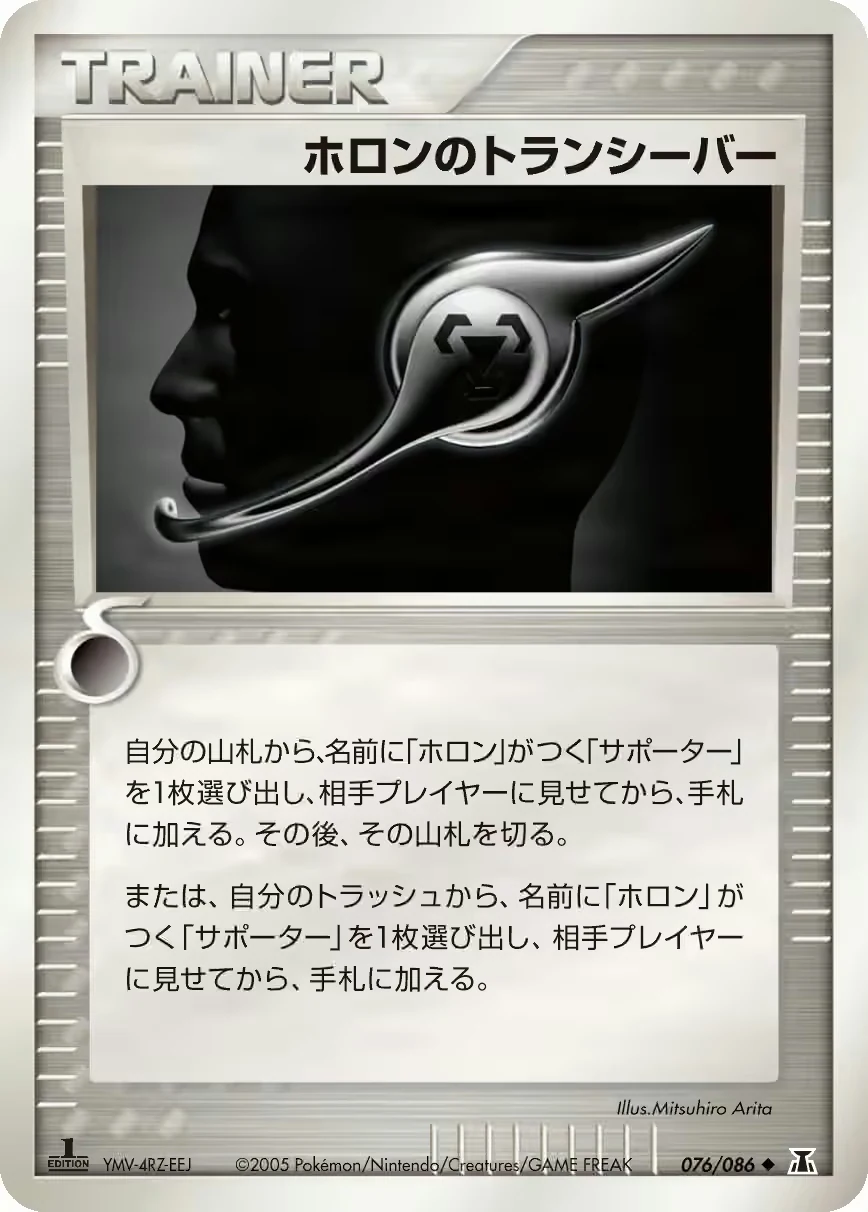 TRAINER
ホロンのトランシーバー
自分の山札から、名前に「ホロン」がつく「サポーター」
を1枚選び出し、相手プレイヤーに見せてから、手札
に加える。その後、その山札を切る。
または、自分のトラッシュから、名前に「ホロン」が
つく「サポーター」を1枚選び出し、相手プレイヤー
に見せてから、手札に加える。
Illus.Mitsuhiro Arita
1 EDITION YMV-4RZ-EEJ ©2005 Pokémon/Nintendo/Creatures/GAME FREAK 076/086 ◆